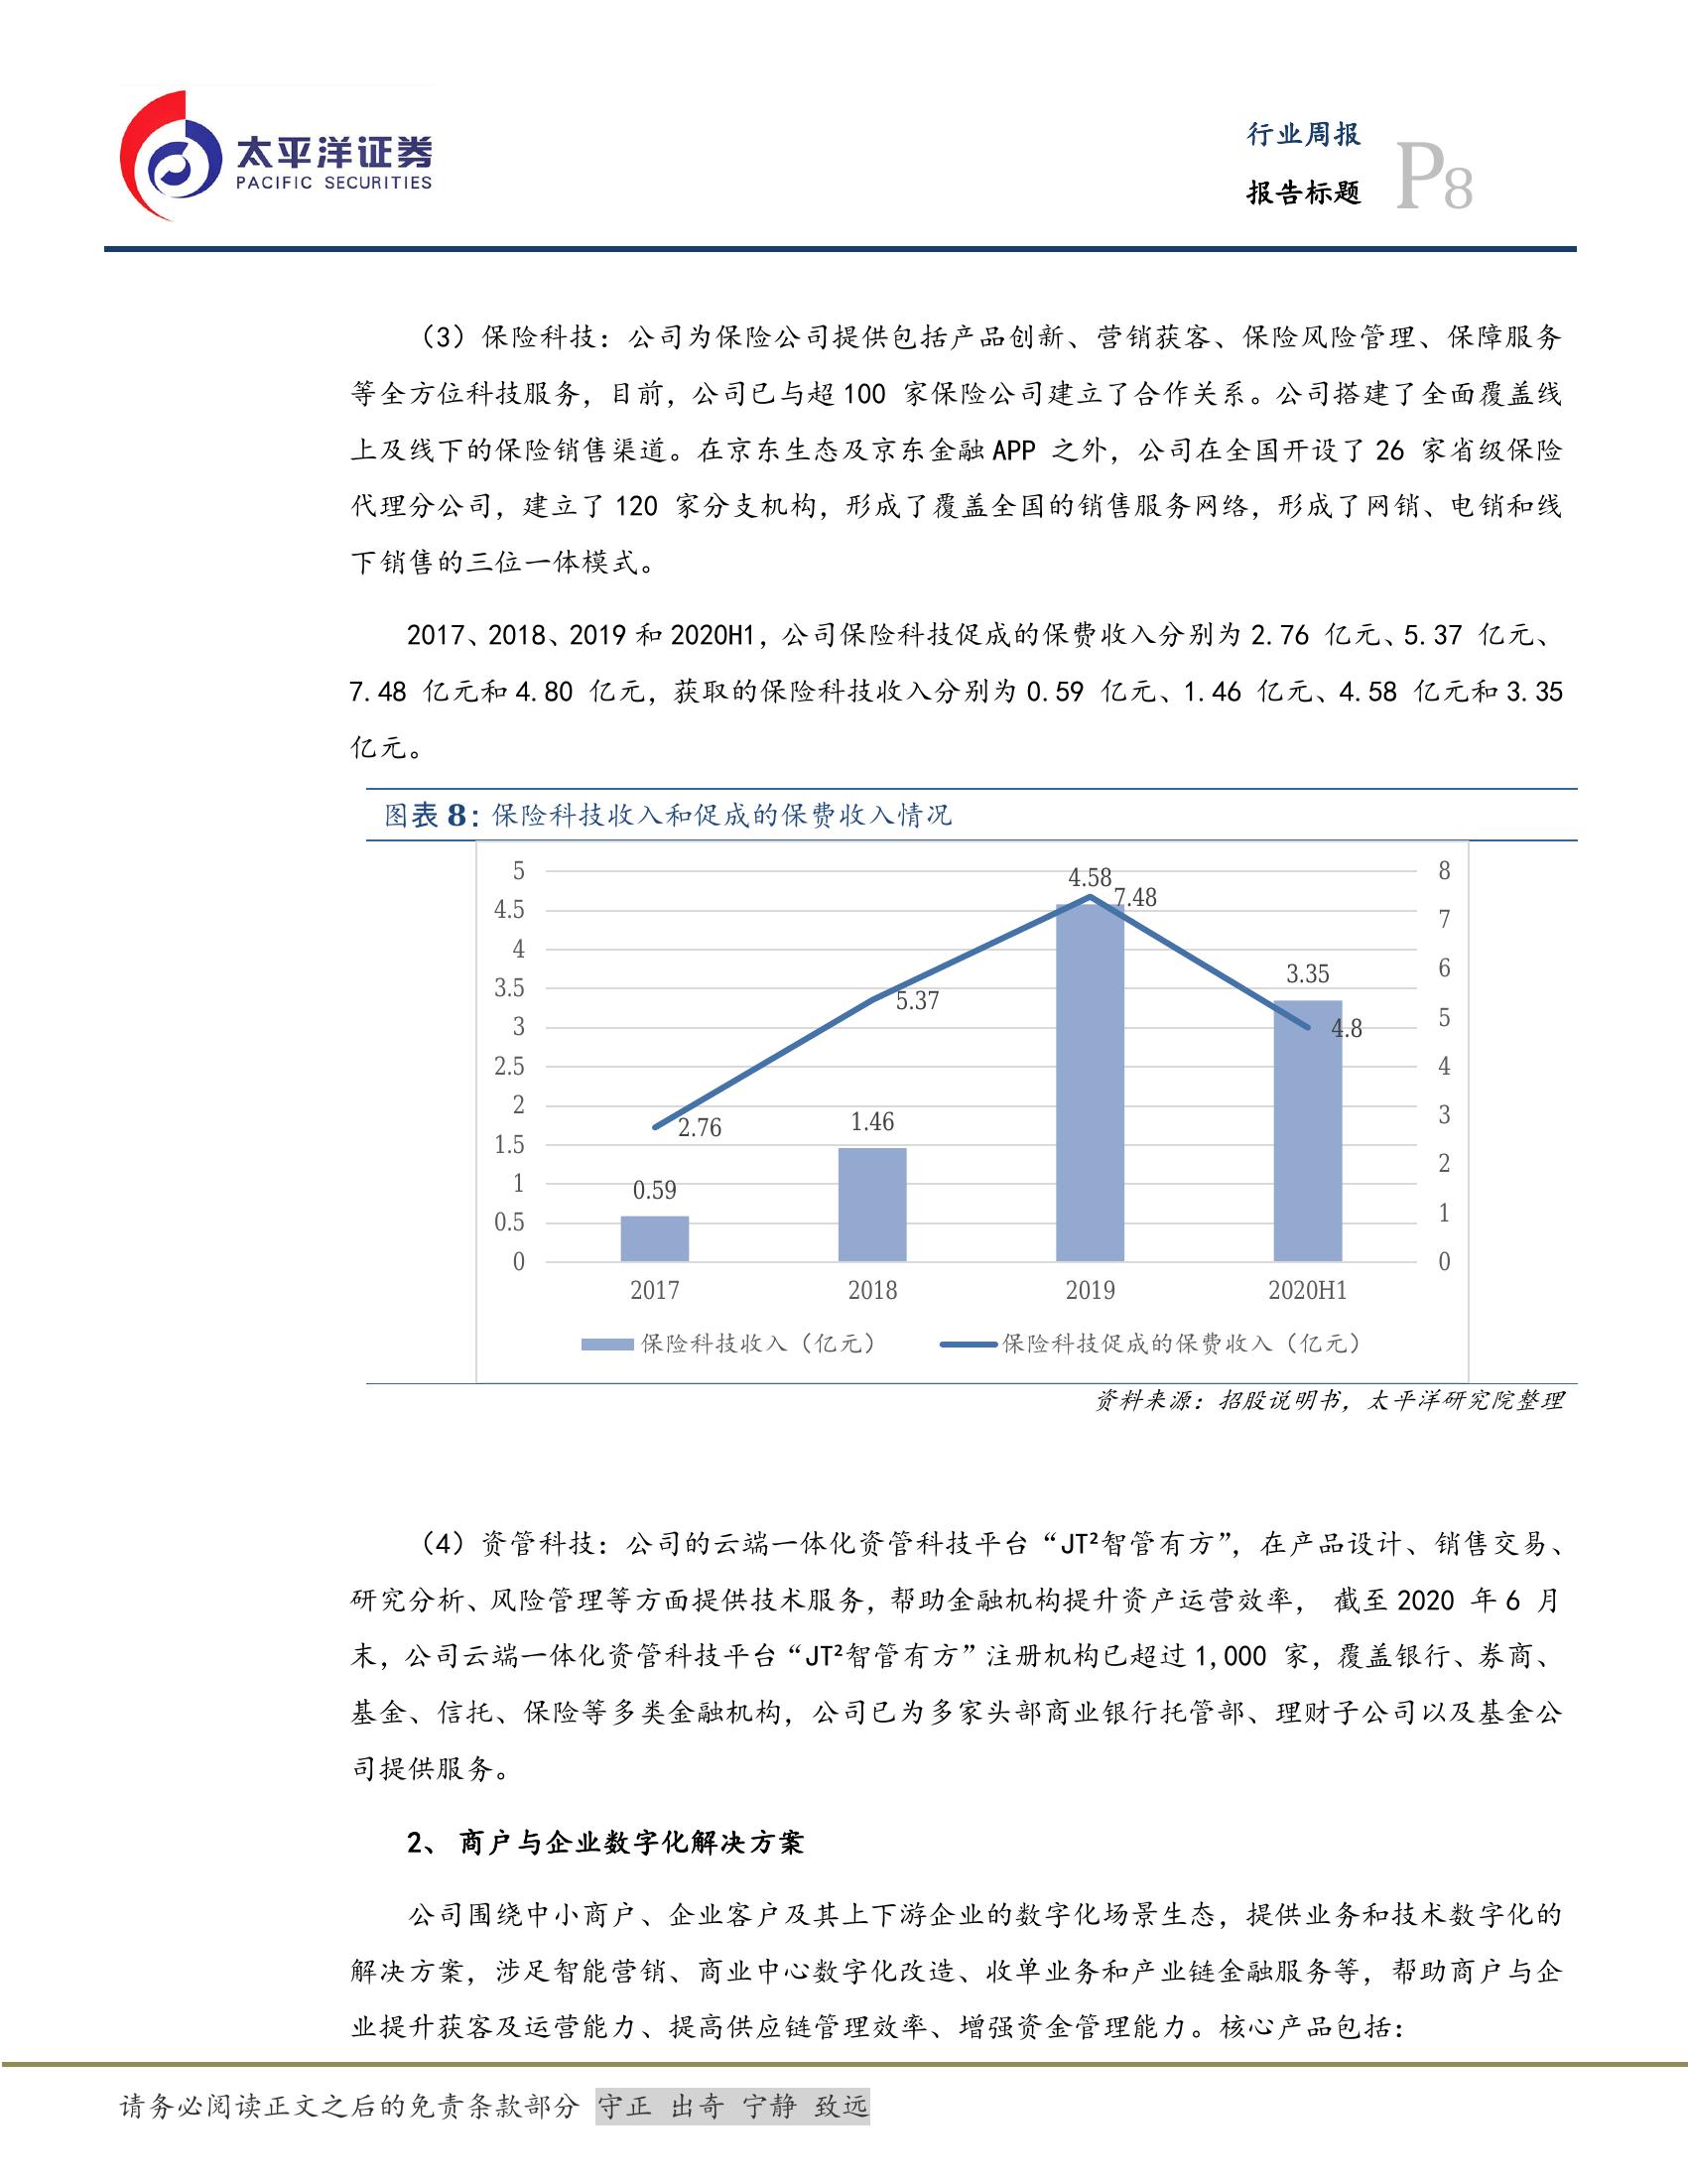 太平洋证券
PACIFIC SECURITIES
行业周报
报告标题
P8
（3）保险科技：公司为保险公司提供包括产品创新、营销获客、保险风险管理、保障服务
等全方位科技服务，目前，公司已与超 100 家保险公司建立了合作关系。公司搭建了全面覆盖线
上及线下的保险销售渠道。在京东生态及京东金融 APP 之外，公司在全国开设了 26 家省级保险
代理分公司，建立了 120 家分支机构，形成了覆盖全国的销售服务网络，形成了网销、电销和线
下销售的三位一体模式。
2017、2018、2019 和 2020H1，公司保险科技促成的保费收入分别为 2.76 亿元、5.37 亿元、
7.48 亿元和 4.80 亿元，获取的保险科技收入分别为 0.59 亿元、1.46 亿元、4.58 亿元和 3.35
亿元。
图表 8：保险科技收入和促成的保费收入情况
5
4.5
4
3.5
3
2.5
2
1.5
1
0.5
0
8
7
6
5
4
3
2
1
0
0.59
1.46
4.58
3.35
2.76
5.37
7.48
4.8
2017
2018
2019
2020H1
保险科技收入（亿元）
保险科技促成的保费收入（亿元）
资料来源：招股说明书，太平洋研究院整理
（4）资管科技：公司的云端一体化资管科技平台“JT²智管有方”，在产品设计、销售交易、
研究分析、风险管理等方面提供技术服务，帮助金融机构提升资产运营效率， 截至 2020 年 6 月
末，公司云端一体化资管科技平台“JT²智管有方”注册机构已超过 1,000 家，覆盖银行、券商、
基金、信托、保险等多类金融机构，公司已为多家头部商业银行托管部、理财子公司以及基金公
司提供服务。
2、 商户与企业数字化解决方案
公司围绕中小商户、企业客户及其上下游企业的数字化场景生态，提供业务和技术数字化的
解决方案，涉足智能营销、商业中心数字化改造、收单业务和产业链金融服务等，帮助商户与企
业提升获客及运营能力、提高供应链管理效率、增强资金管理能力。核心产品包括：
请务必阅读正文之后的免责条款部分 守正 出奇 宁静 致远